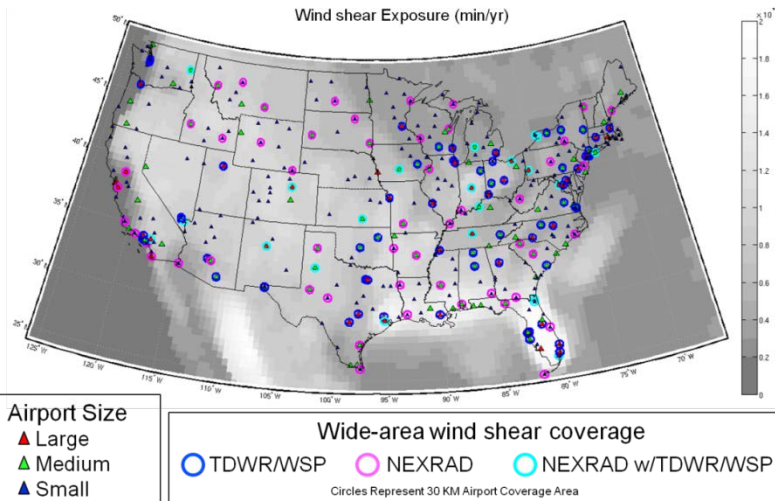 Wind shear Exposure (min/yr)
50° N
45° N
40° N
35° N
30° N
25° N
125° W
120° W
115° W
110° W
105° W
100° W
95° W
90° W
85° W
80° W
75° W
70° W
2
1.8
1.6
1.4
1.2
1
0.8
0.6
0.4
0.2
0
Airport Size
Large
Medium
Small
Wide-area wind shear coverage
TDWR/WSP NEXRAD NEXRAD w/TDWR/WSP
Circles Represent 30 KM Airport Coverage Area